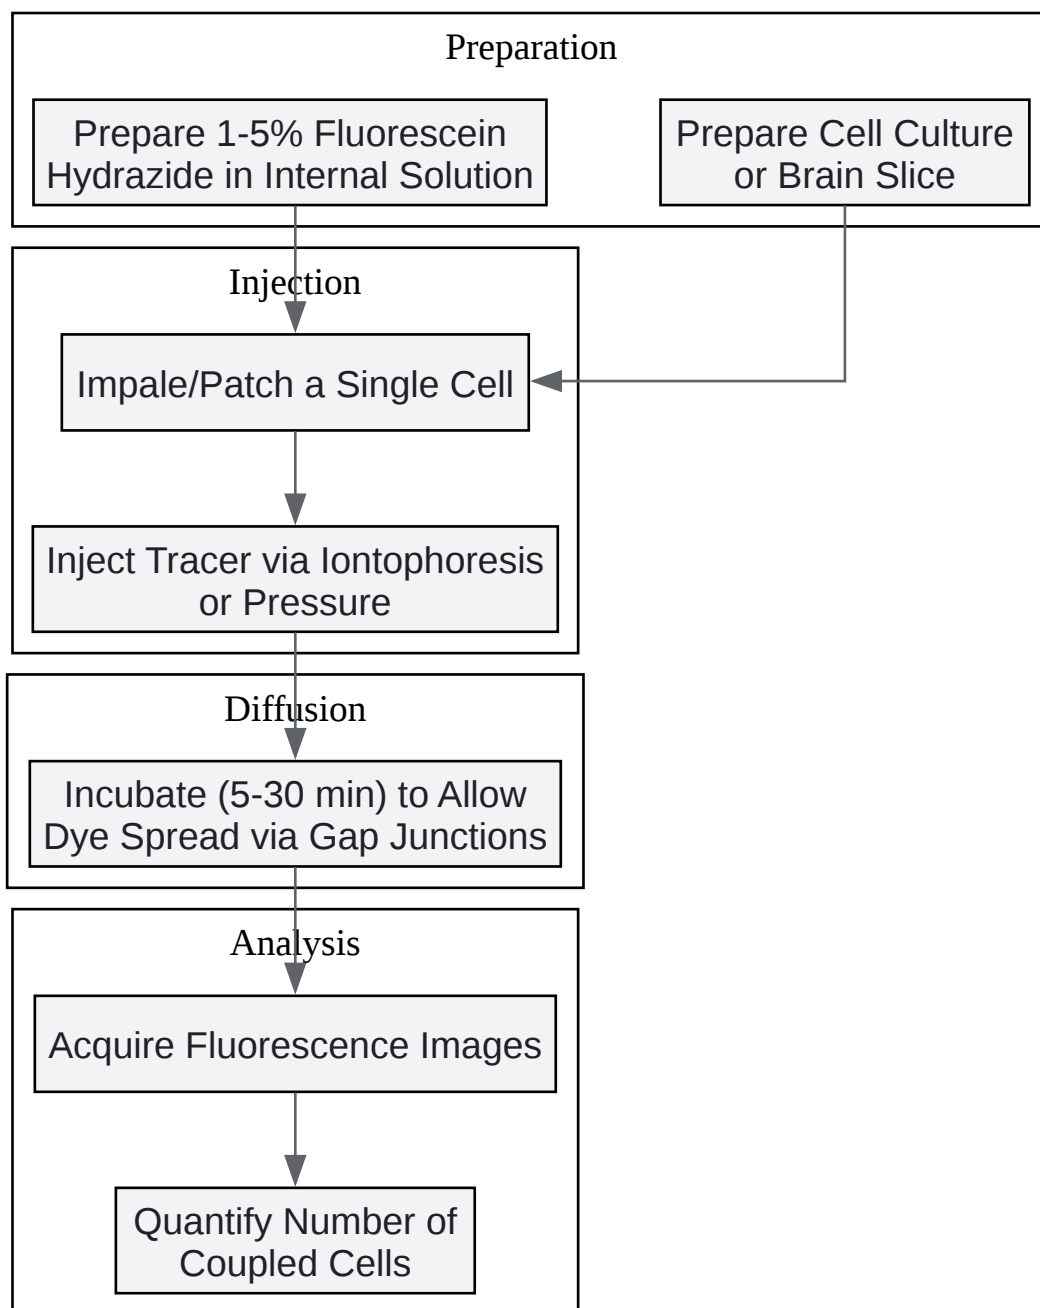 Preparation
Prepare 1-5% Fluorescein
Hydrazide in Internal Solution
Prepare Cell Culture
or Brain Slice
Injection
Impale/Patch a Single Cell
Inject Tracer via Iontophoresis
or Pressure
Diffusion
Incubate (5-30 min) to Allow
Dye Spread via Gap Junctions
Analysis
Acquire Fluorescence Images
Quantify Number of
Coupled Cells